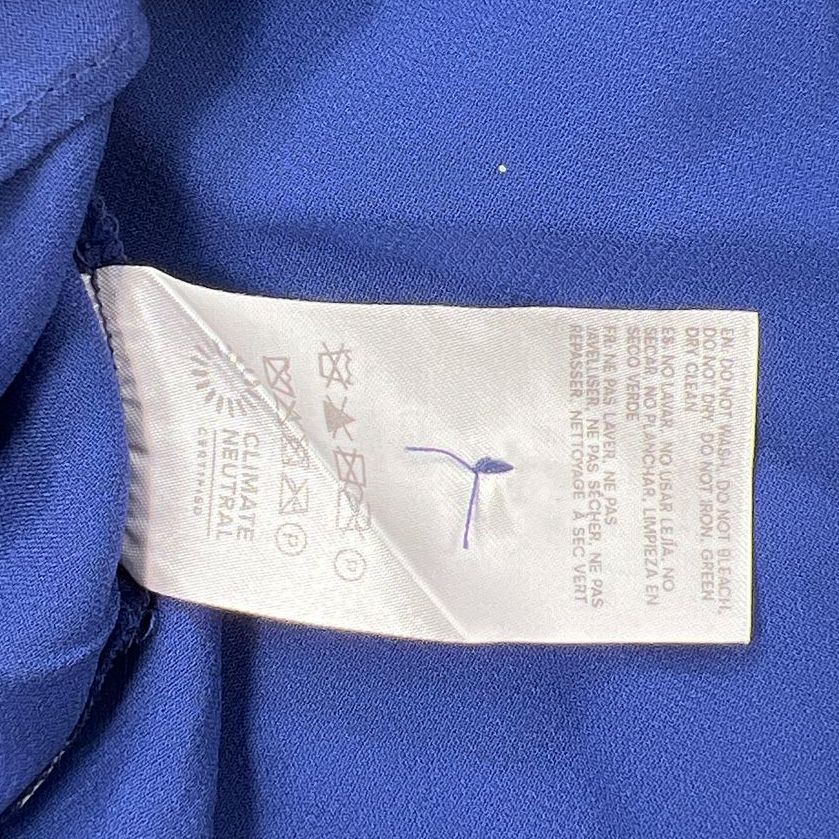 EN: DO NOT WASH, DO NOT BLEACH,
DO NOT DRY, DO NOT IRON, GREEN
DRY CLEAN
ES: NO LAVAR, NO USAR LEJÍA, NO
SECAR, NO PLANCHAR, LIMPIEZA EN
SECO VERDE
FR: NE PAS LAVER, NE PAS
JAVELLISER, NE PAS SÉCHER, NE PAS
REPASSER, NETTOYAGE À SEC VERT
P
P
CLIMATE
NEUTRAL
CERTIFIED